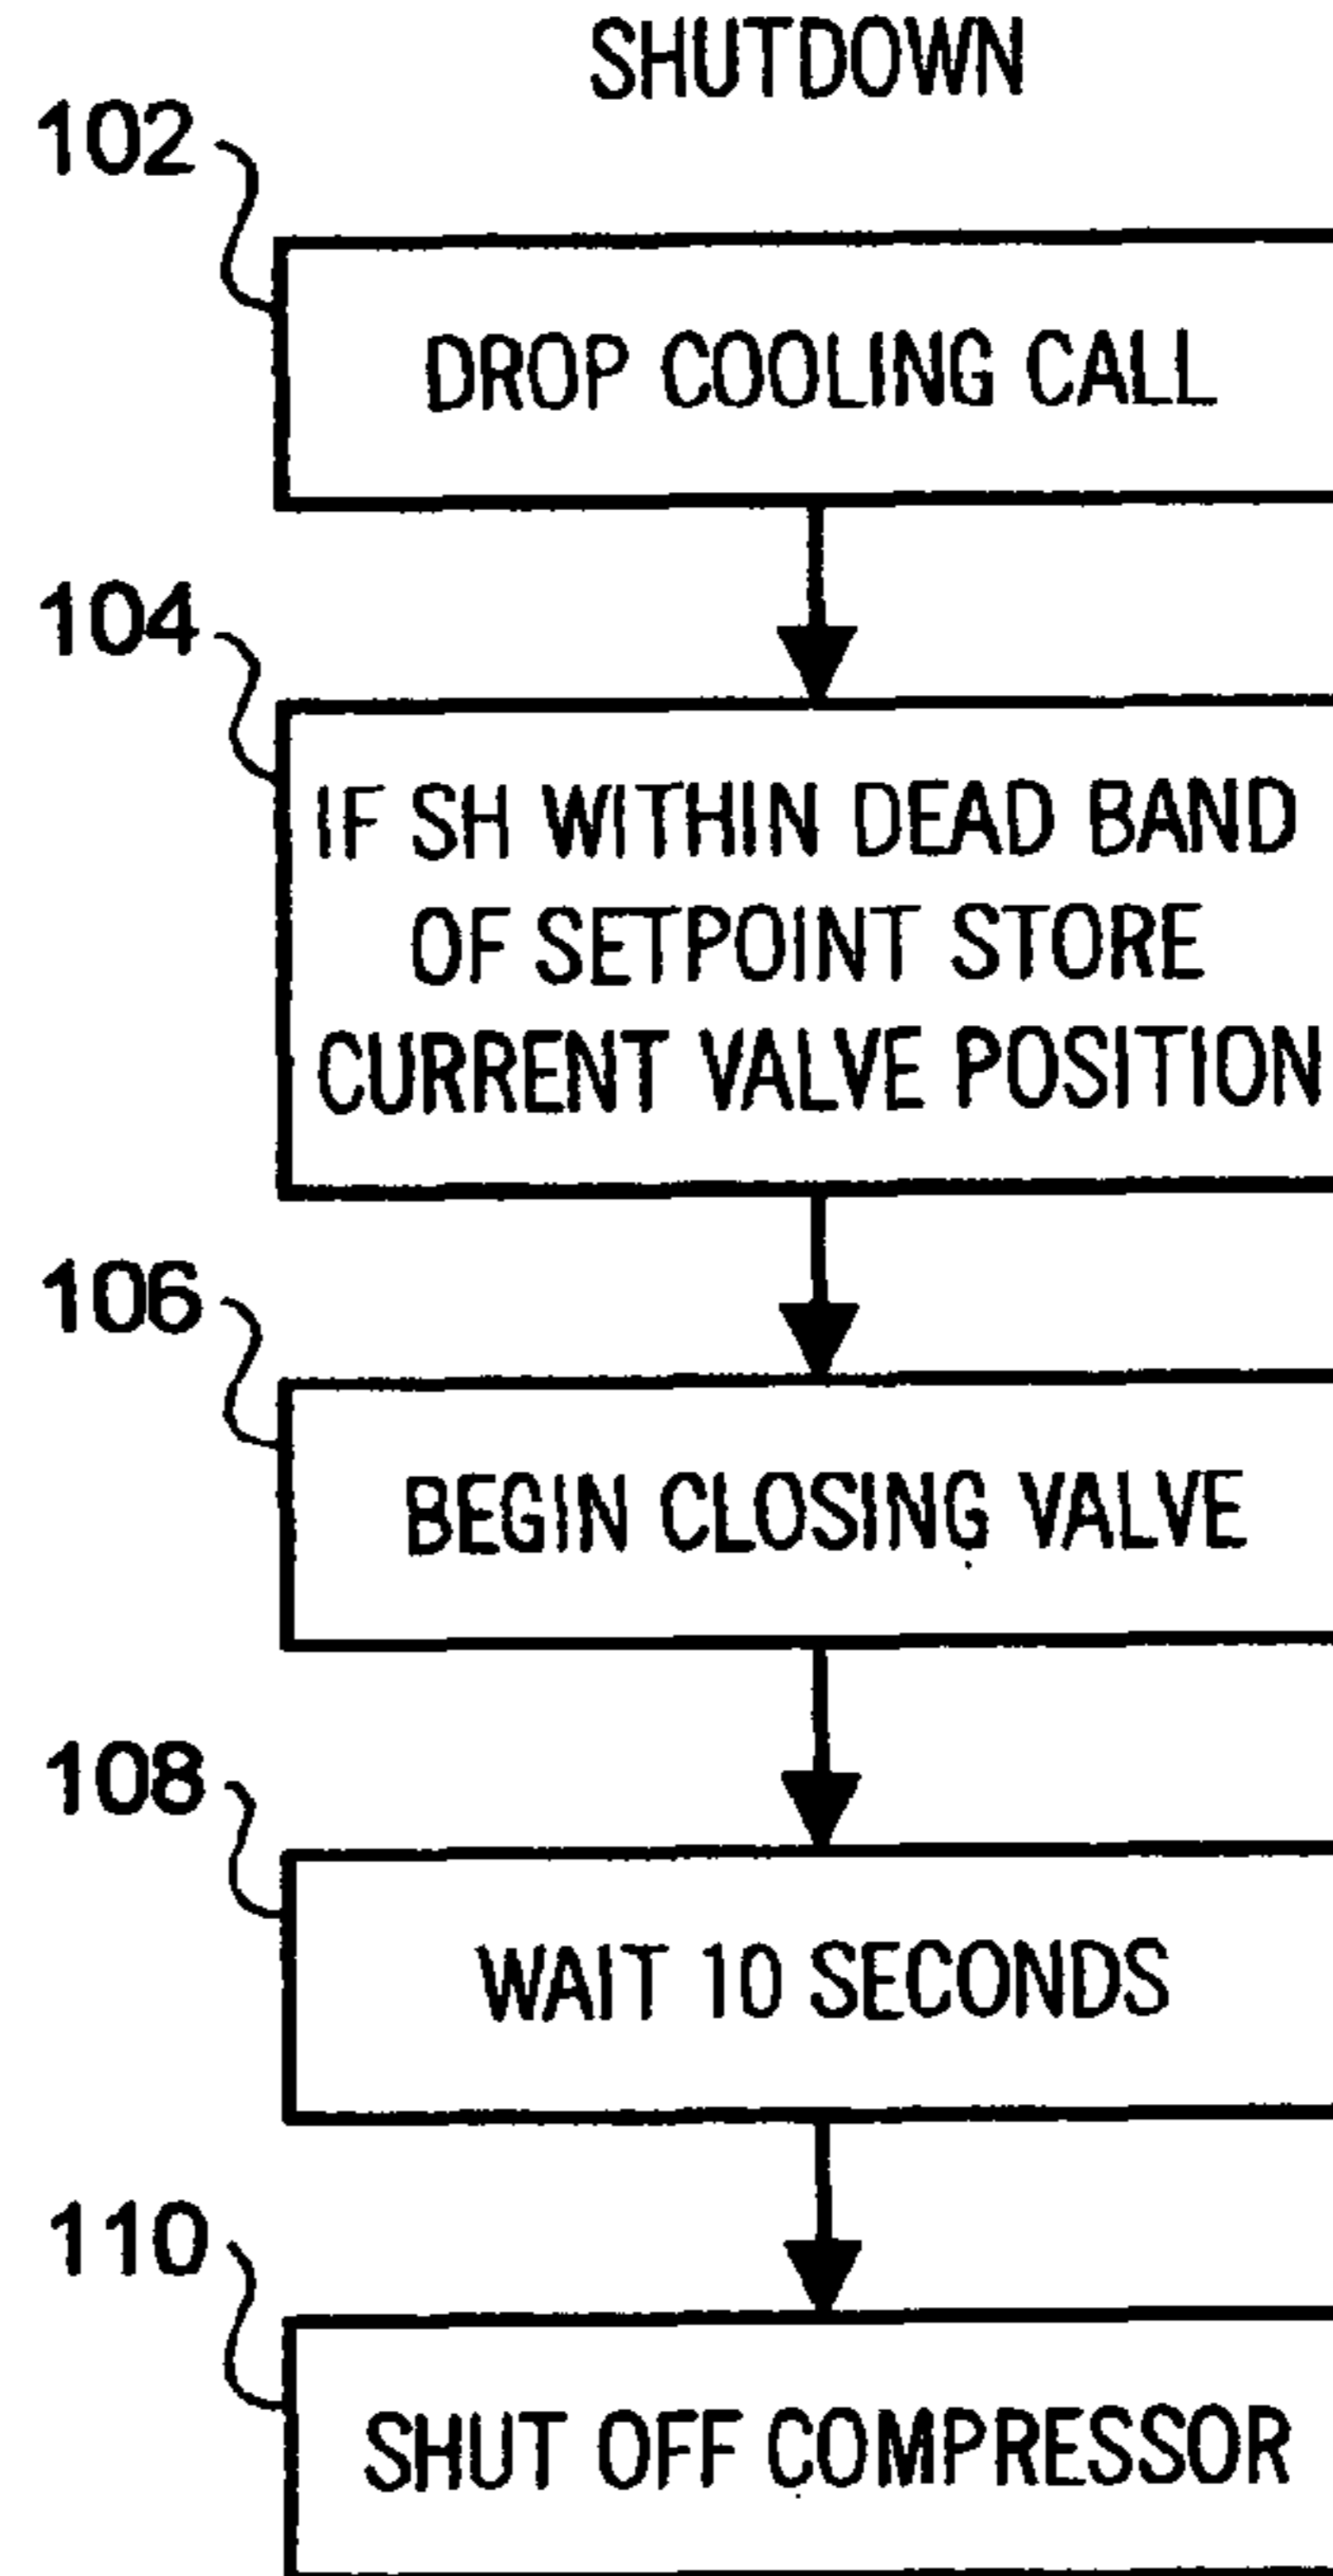 SHUTDOWN
102
DROP COOLING CALL
104
IF SH WITHIN DEAD BAND
OF SETPOINT STORE
CURRENT VALVE POSITION
106
BEGIN CLOSING VALVE
108
WAIT 10 SECONDS
110
SHUT OFF COMPRESSOR